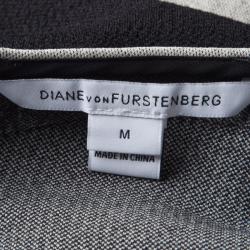 DIANE VON FURSTENBERG
M
MADE IN CHINA